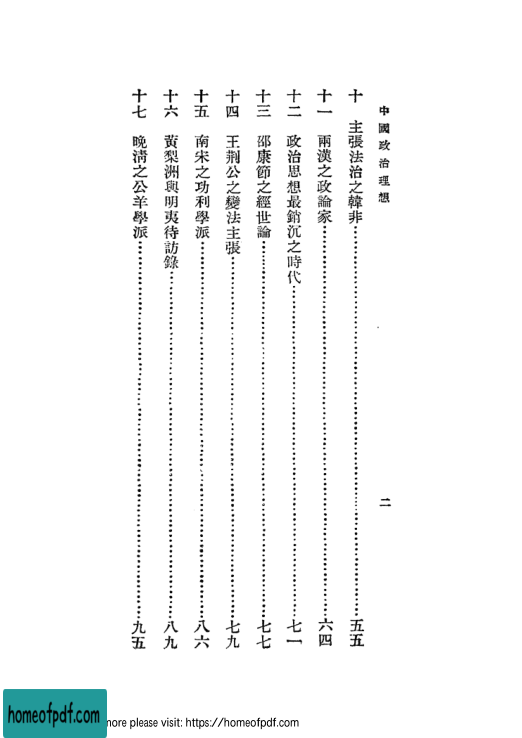 中國政治理想
二
十 主張法治之韓非 五五
十一 兩漢之政論家 六四
十二 政治思想最銷沉之時代 七一
十三 邵康節之經世論 七七
十四 王荆公之變法主張 七九
十五 南宋之功利學派 八六
十六 黃梨洲與明夷待訪錄 八九
十七 晚淸之公羊學派 九五
homeofpdf.com
more please visit: https://homeofpdf.com